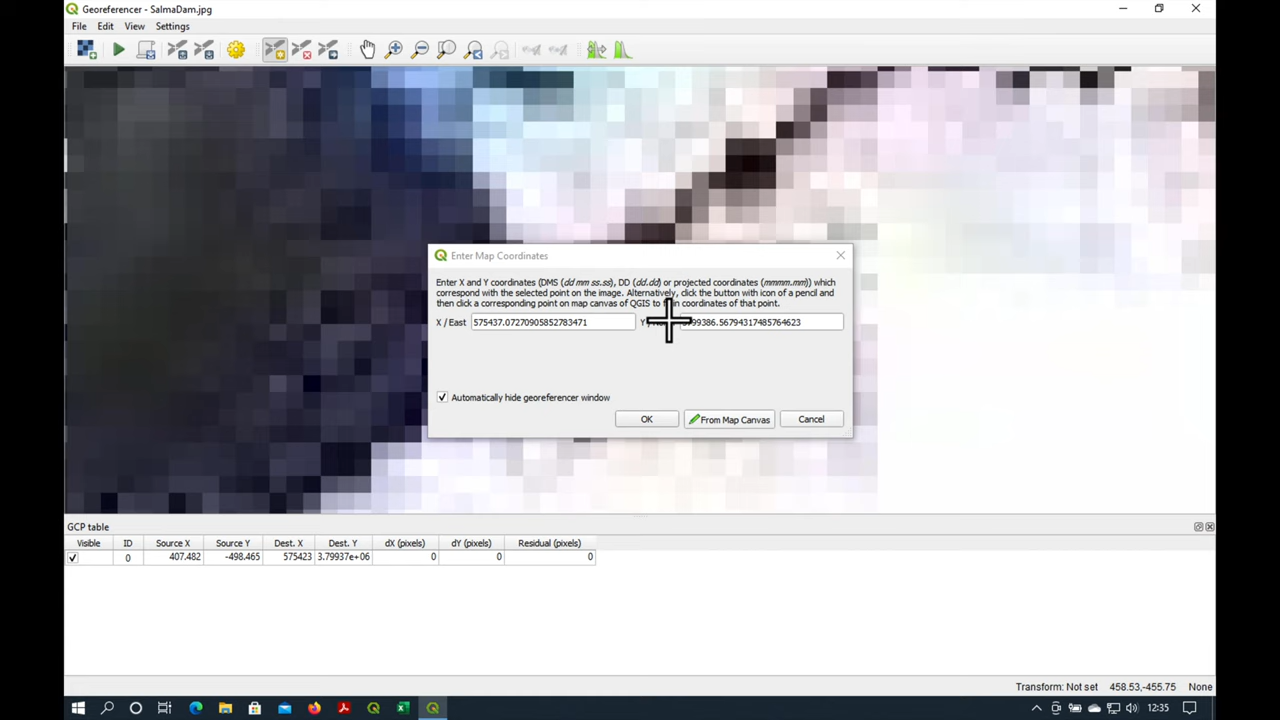 Georeferencer - SalmaDam.jpg
File Edit View Settings
Enter Map Coordinates
Enter X and Y coordinates (DMS (dd mm ss.ss), DD (dd.dd) or projected coordinates (mmmm.mm)) which
correspond with the selected point on the image. Alternatively, click the button with icon of a pencil and
then click a corresponding point on map canvas of QGIS to fill in coordinates of that point.
X / East 575437.07270905852783471 Y
Automatically hide georeferencer window
OK From Map Canvas Cancel
GCP table
Visible ID Source X Source Y Dest. X Dest. Y dX (pixels) dY (pixels) Residual (pixels)
0 407.482 -498.465 575423 3.79937e+06 0 0 0
Transform: Not set 458.53,-455.75 None
12:35